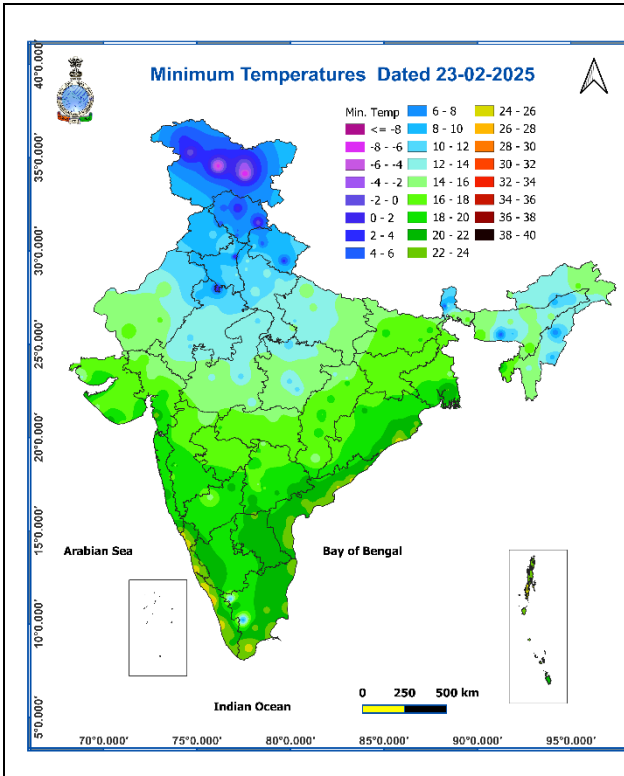 Minimum Temperatures Dated 23-02-2025
Min. Temp
<= -8
-8 - -6
-6 - -4
-4 - -2
-2 - 0
0 - 2
2 - 4
4 - 6
6 - 8
8 - 10
10 - 12
12 - 14
14 - 16
16 - 18
18 - 20
20 - 22
22 - 24
24 - 26
26 - 28
28 - 30
30 - 32
32 - 34
34 - 36
36 - 38
38 - 40
40°0.000'
35°0.000'
30°0.000'
25°0.000'
20°0.000'
15°0.000'
10°0.000'
5°0.000'
Arabian Sea
Bay of Bengal
Indian Ocean
0 250 500 km
70°0.000' 75°0.000' 80°0.000' 85°0.000' 90°0.000' 95°0.000'